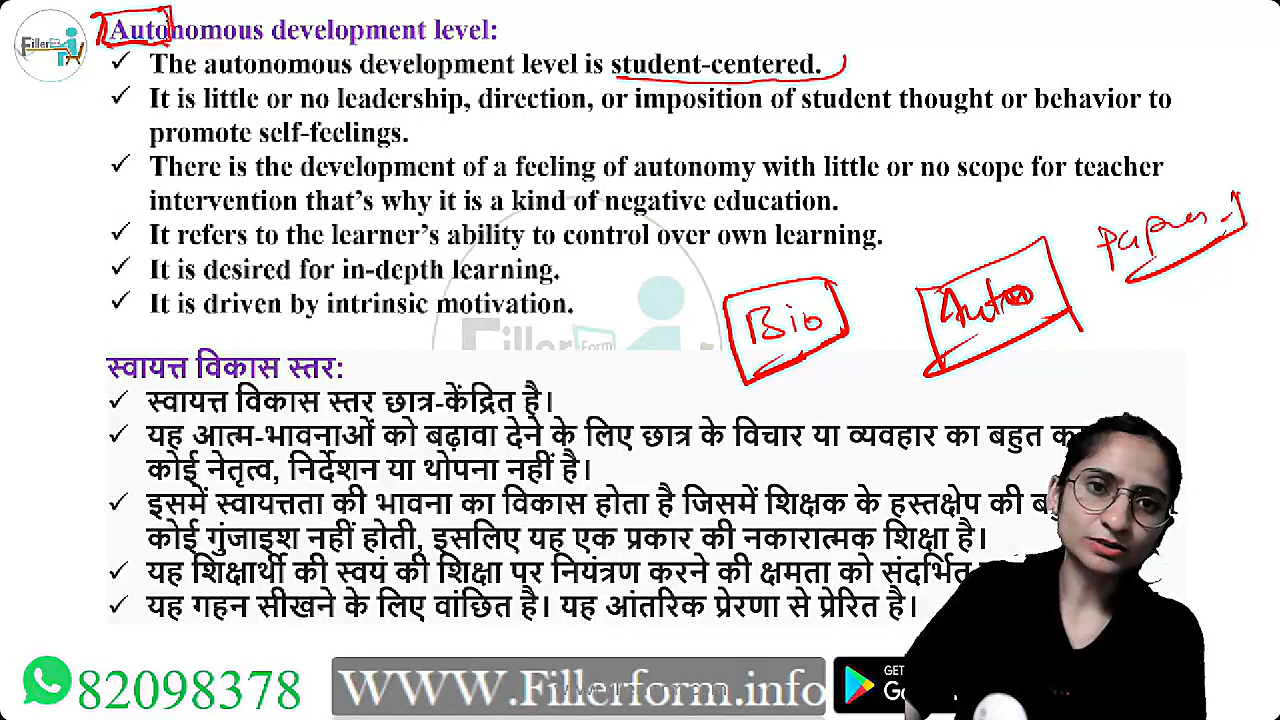 Autonomous development level:
✓ The autonomous development level is student-centered.
✓ It is little or no leadership, direction, or imposition of student thought or behavior to
promote self-feelings.
✓ There is the development of a feeling of autonomy with little or no scope for teacher
intervention that's why it is a kind of negative education.
✓ It refers to the learner's ability to control over own learning.
✓ It is desired for in-depth learning.
✓ It is driven by intrinsic motivation.
Bio
Auto
Paper-1
Filler Form
स्वायत्त विकास स्तर:
✓ स्वायत्त विकास स्तर छात्र-केंद्रित है।
✓ यह आत्म-भावनाओं को बढ़ावा देने के लिए छात्र के विचार या व्यवहार का बहुत
कोई नेतृत्व, निर्देशन या थोपना नहीं है।
✓ इसमें स्वायत्तता की भावना का विकास होता है जिसमें शिक्षक के हस्तक्षेप की
कोई गुंजाइश नहीं होती, इसलिए यह एक प्रकार की नकारात्मक शिक्षा है।
✓ यह शिक्षार्थी की स्वयं की शिक्षा पर नियंत्रण करने की क्षमता को संदर्भित
✓ यह गहन सीखने के लिए वांछित है। यह आंतरिक प्रेरणा से प्रेरित है।
82098378
www.Fillerform.info
GET